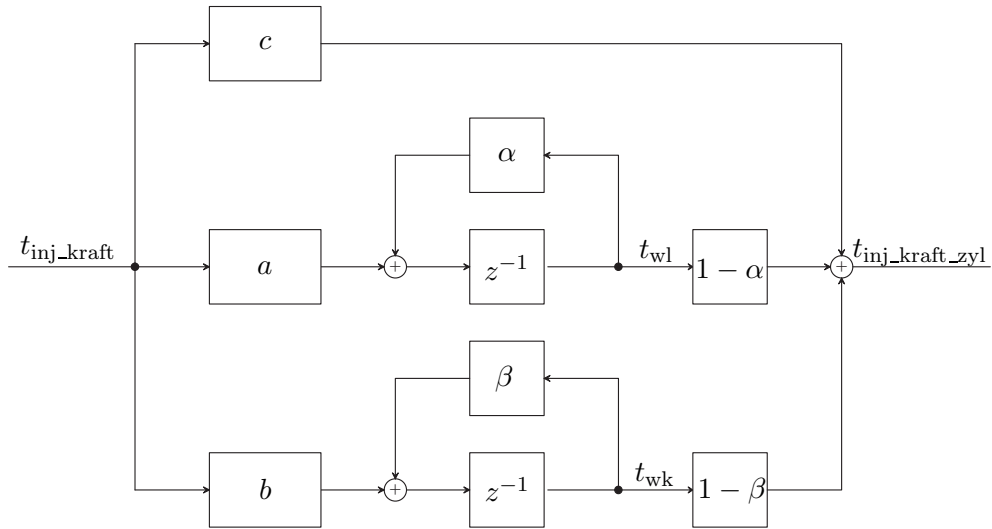 c
α
t_inj_kraft
a
+
z⁻¹
t_wl
1 − α
+
t_inj_kraft_zyl
β
b
+
z⁻¹
t_wk
1 − β